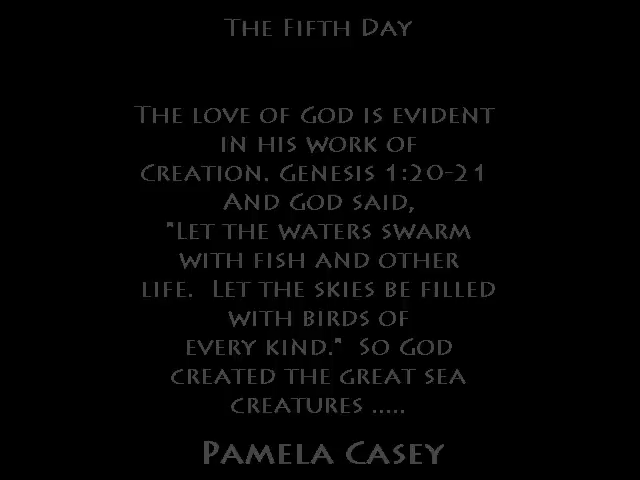 The Fifth Day
The love of God is evident
in his work of
Creation. Genesis 1:20-21
And God said,
"Let the waters swarm
with fish and other
life.  Let the skies be filled
with birds of
every kind."  So God
created the great sea
creatures .....
Pamela Casey